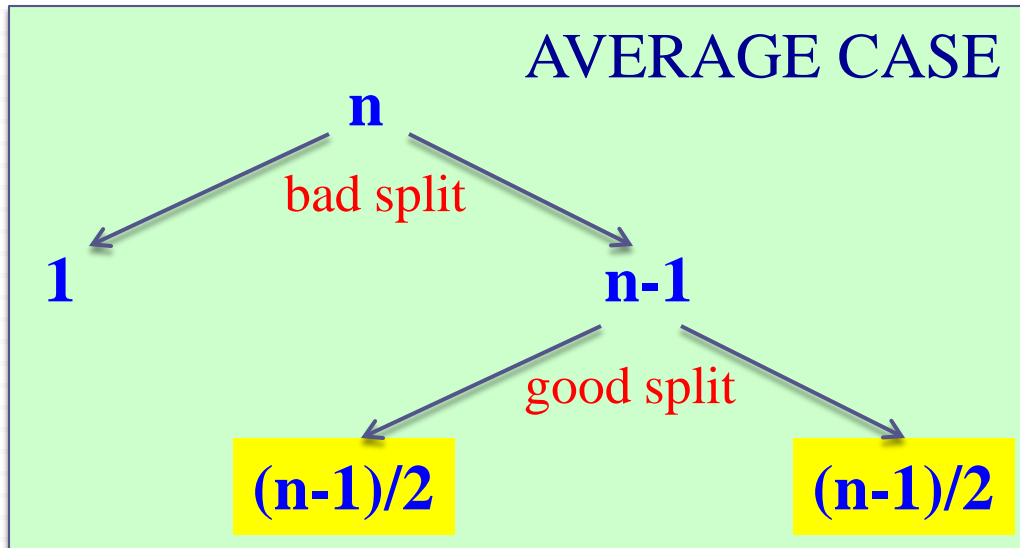 AVERAGE CASE
n
bad split
1
n-1
good split
(n-1)/2
(n-1)/2